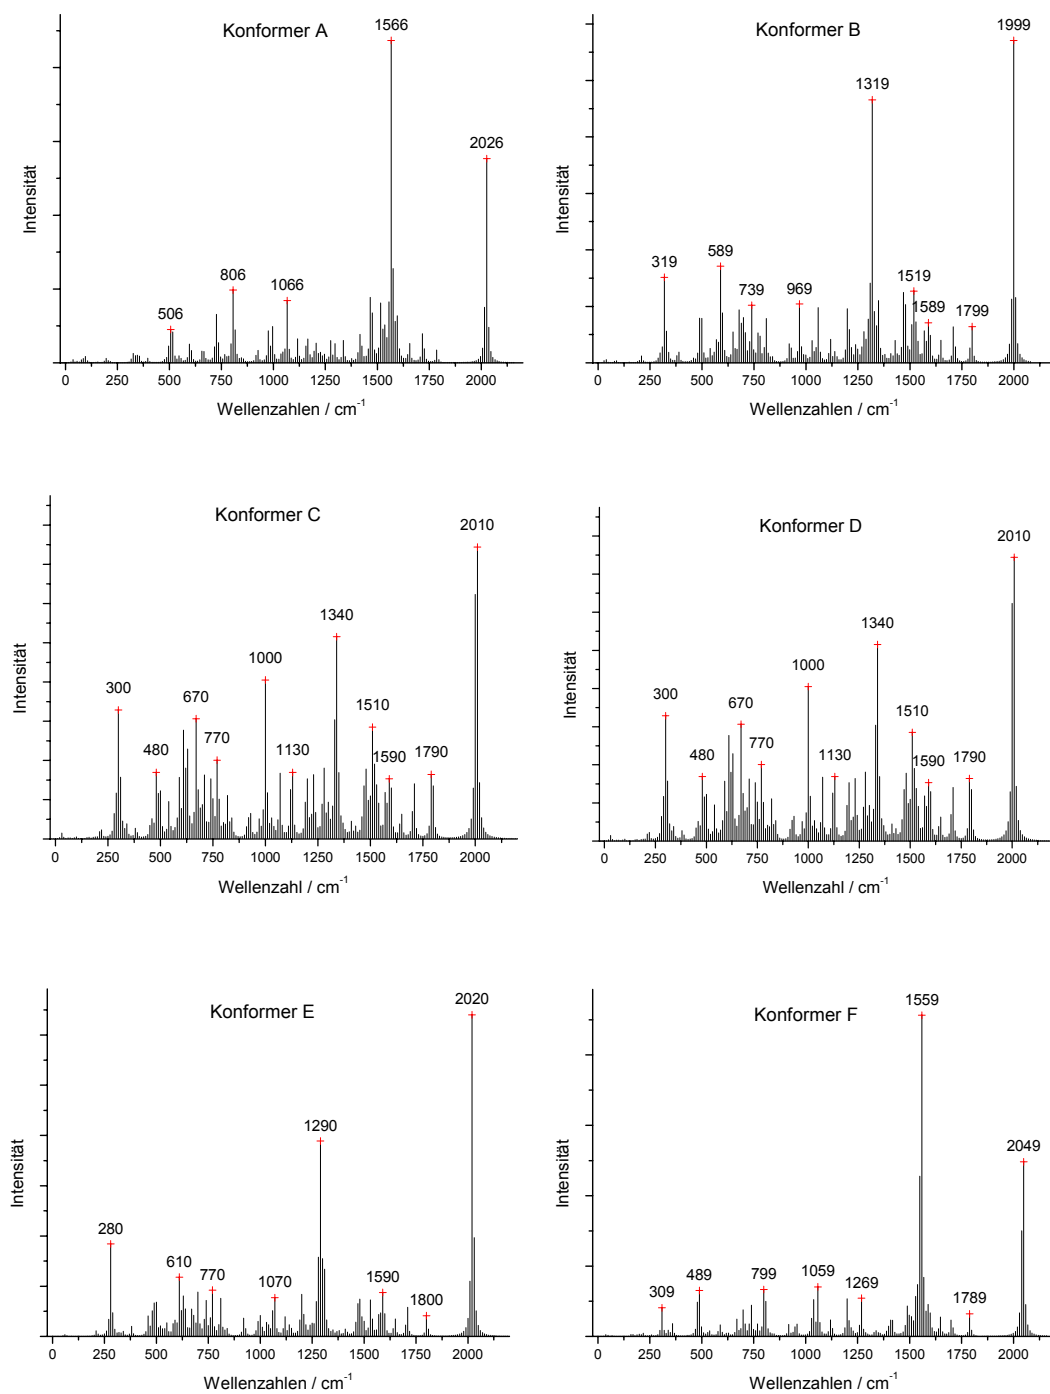 Konformer A
1566
2026
806
1066
506
Intensität
0 250 500 750 1000 1250 1500 1750 2000
Wellenzahlen / cm-1
Konformer B
1999
1319
589
319
739
969
1519
1589
1799
Intensität
0 250 500 750 1000 1250 1500 1750 2000
Wellenzahlen / cm-1
Konformer C
2010
1340
1000
300
670
1510
480
770
1130
1590
1790
Intensität
0 250 500 750 1000 1250 1500 1750 2000
Wellenzahl / cm-1
Konformer D
2010
1340
1000
300
670
1510
480
770
1130
1590
1790
Intensität
0 250 500 750 1000 1250 1500 1750 2000
Wellenzahl / cm-1
Konformer E
2020
1290
280
610
770
1070
1590
1800
Intensität
0 250 500 750 1000 1250 1500 1750 2000
Wellenzahlen / cm-1
Konformer F
1559
2049
309
489
799
1059
1269
1789
Intensität
0 250 500 750 1000 1250 1500 1750 2000
Wellenzahlen / cm-1